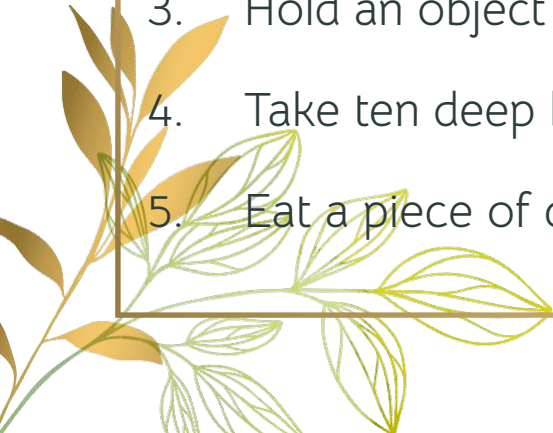 3. Hold an object
4. Take ten deep
5. Eat a piece of